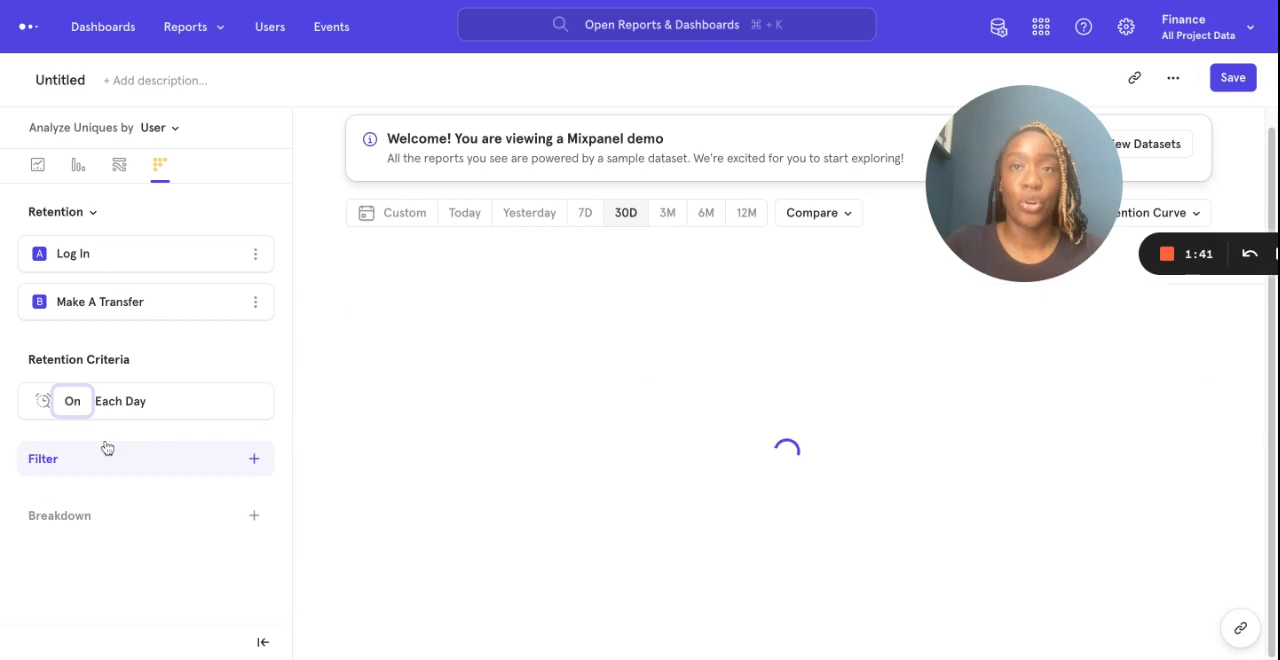 Dashboards
Reports
Users
Events
Open Reports & Dashboards ⌘ + K
Finance
All Project Data
Untitled
+ Add description...
Save
Analyze Uniques by User
Welcome! You are viewing a Mixpanel demo
All the reports you see are powered by a sample dataset. We're excited for you to start exploring!
Datasets
Retention
Custom
Today
Yesterday
7D
30D
3M
6M
12M
Compare
Curve
A Log In
1:41
B Make A Transfer
Retention Criteria
On Each Day
Filter
Breakdown